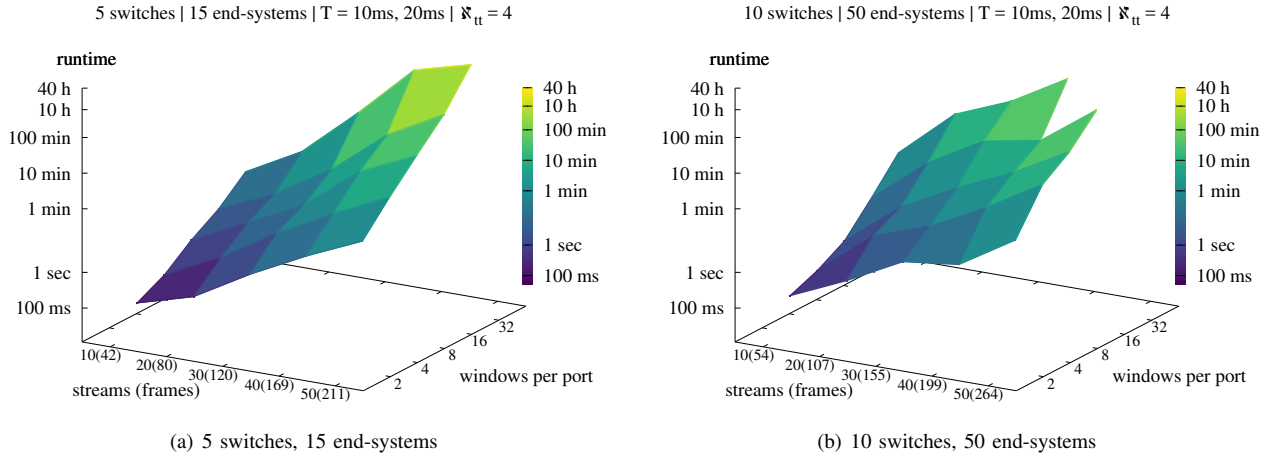 5 switches | 15 end-systems | T = 10ms, 20ms | ℵ̆tt = 4
runtime
40 h
10 h
100 min
10 min
1 min
1 sec
100 ms
40 h
10 h
100 min
10 min
1 min
1 sec
100 ms
10(42)
20(80)
30(120)
40(169)
50(211)
streams (frames)
2
4
8
16
32
windows per port
(a) 5 switches, 15 end-systems
10 switches | 50 end-systems | T = 10ms, 20ms | ℵ̆tt = 4
runtime
40 h
10 h
100 min
10 min
1 min
1 sec
100 ms
40 h
10 h
100 min
10 min
1 min
1 sec
100 ms
10(54)
20(107)
30(155)
40(199)
50(264)
streams (frames)
2
4
8
16
32
windows per port
(b) 10 switches, 50 end-systems